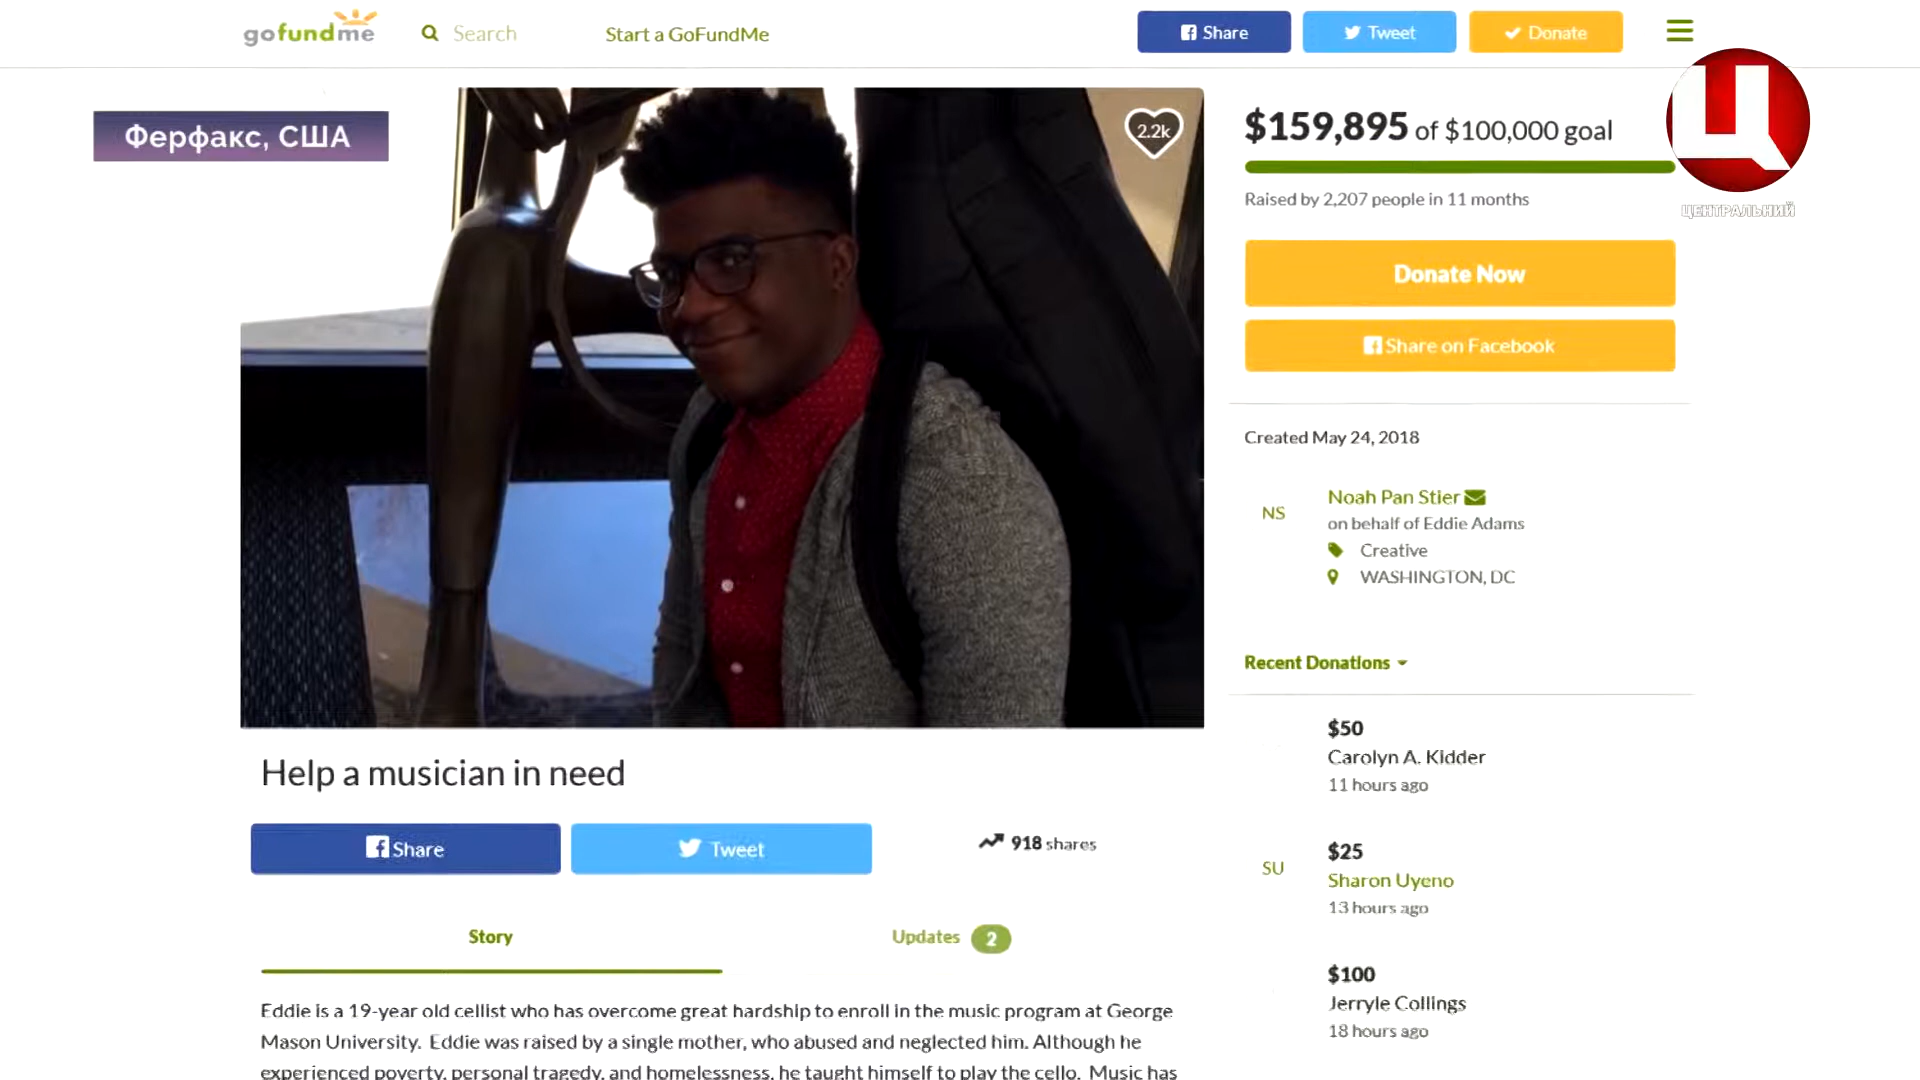 gofundme
Search
Start a GoFundMe
Share
Tweet
Donate
Ферфакс, США
2.2k
$159,895 of $100,000 goal
ЦЕНТРАЛЬНИЙ
Raised by 2,207 people in 11 months
Donate Now
Share on Facebook
Created May 24, 2018
NS
Noah Pan Stier
on behalf of Eddie Adams
Creative
WASHINGTON, DC
Recent Donations
$50
Carolyn A. Kidder
11 hours ago
SU
$25
Sharon Uyeno
13 hours ago
$100
Jerryle Collings
18 hours ago
Help a musician in need
Share
Tweet
918 shares
Story
Updates 2
Eddie is a 19-year old cellist who has overcome great hardship to enroll in the music program at George
Mason University. Eddie was raised by a single mother, who abused and neglected him. Although he
experienced poverty, personal tragedy, and homelessness, he taught himself to play the cello. Music has